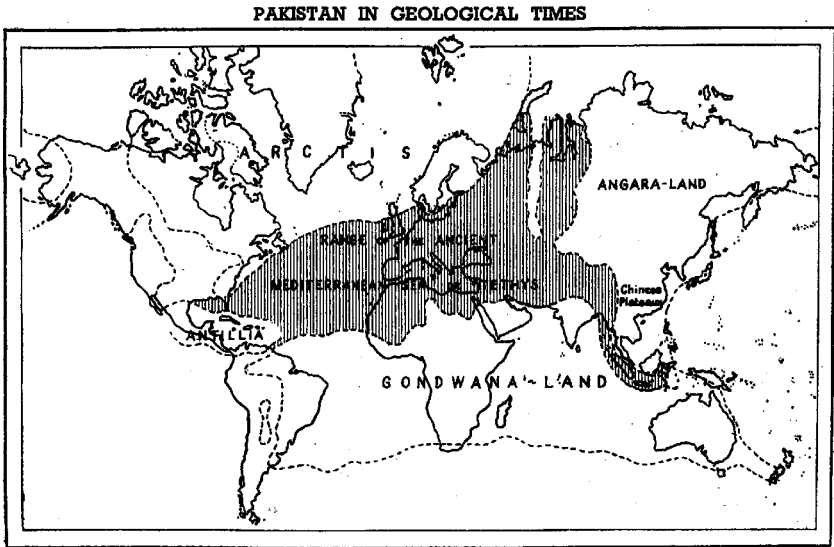 PAKISTAN IN GEOLOGICAL TIMES
ARCTIS
ANGARA-LAND
RANGE OF THE ANCIENT
MEDITERRANEAN SEA OR TETHYS
Chinese
Plateau
ANTILLIA
GONDWANA-LAND